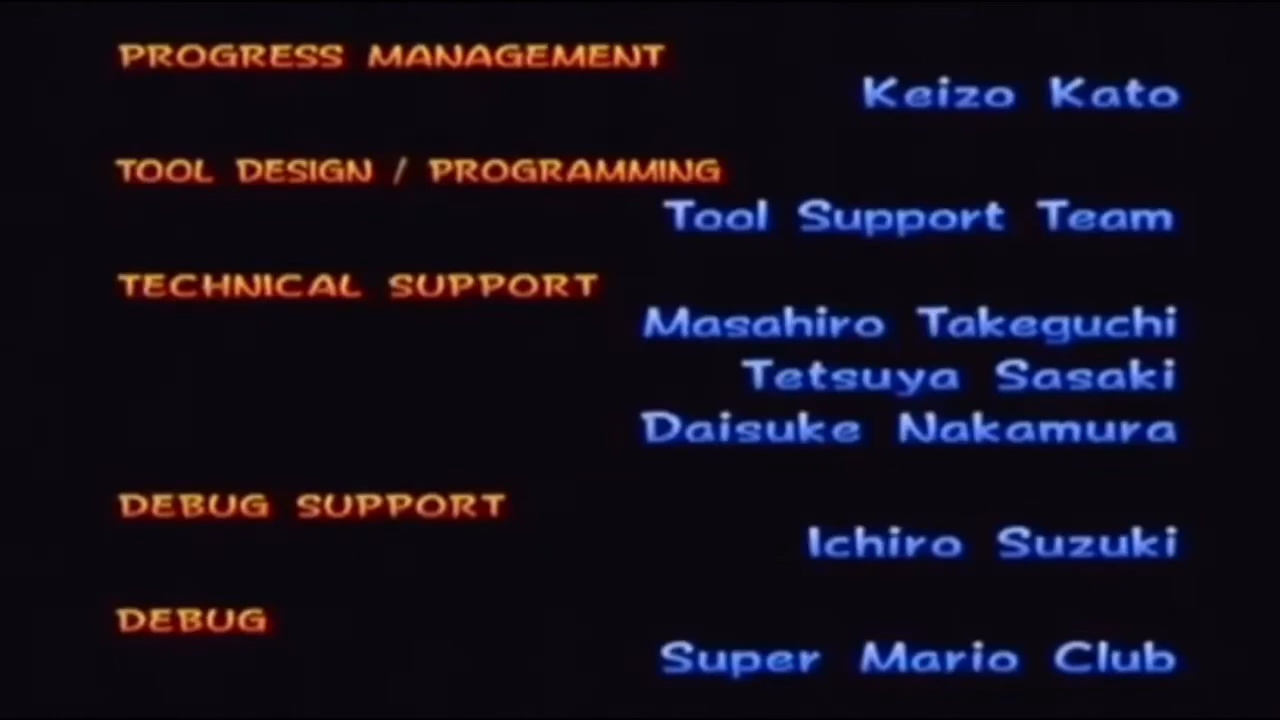 PROGRESS MANAGEMENT
Keizo Kato
TOOL DESIGN / PROGRAMMING
Tool Support Team
TECHNICAL SUPPORT
Masahiro Takeguchi
Tetsuya Sasaki
Daisuke Nakamura
DEBUG SUPPORT
Ichiro Suzuki
DEBUG
Super Mario Club